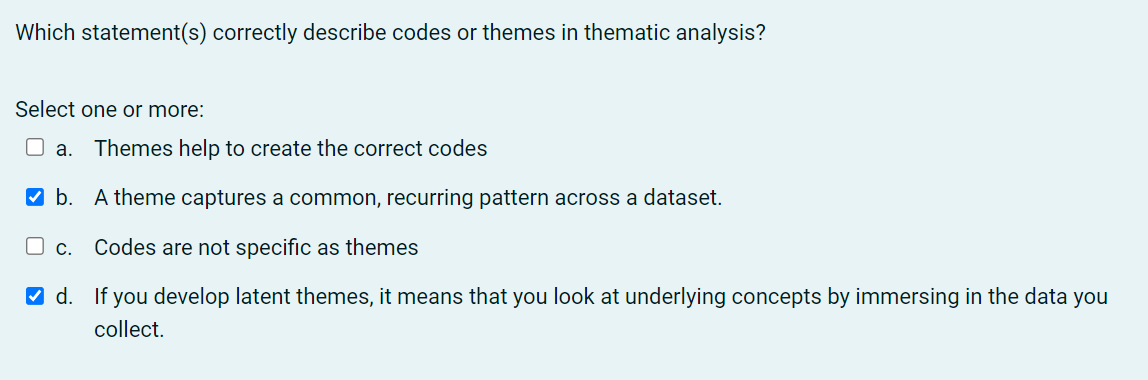 Which statement(s) correctly describe codes or themes in thematic analysis?
Select one or more:
a. Themes help to create the correct codes
b. A theme captures a common, recurring pattern across a dataset.
c. Codes are not specific as themes
d. If you develop latent themes, it means that you look at underlying concepts by immersing in the data you
collect.